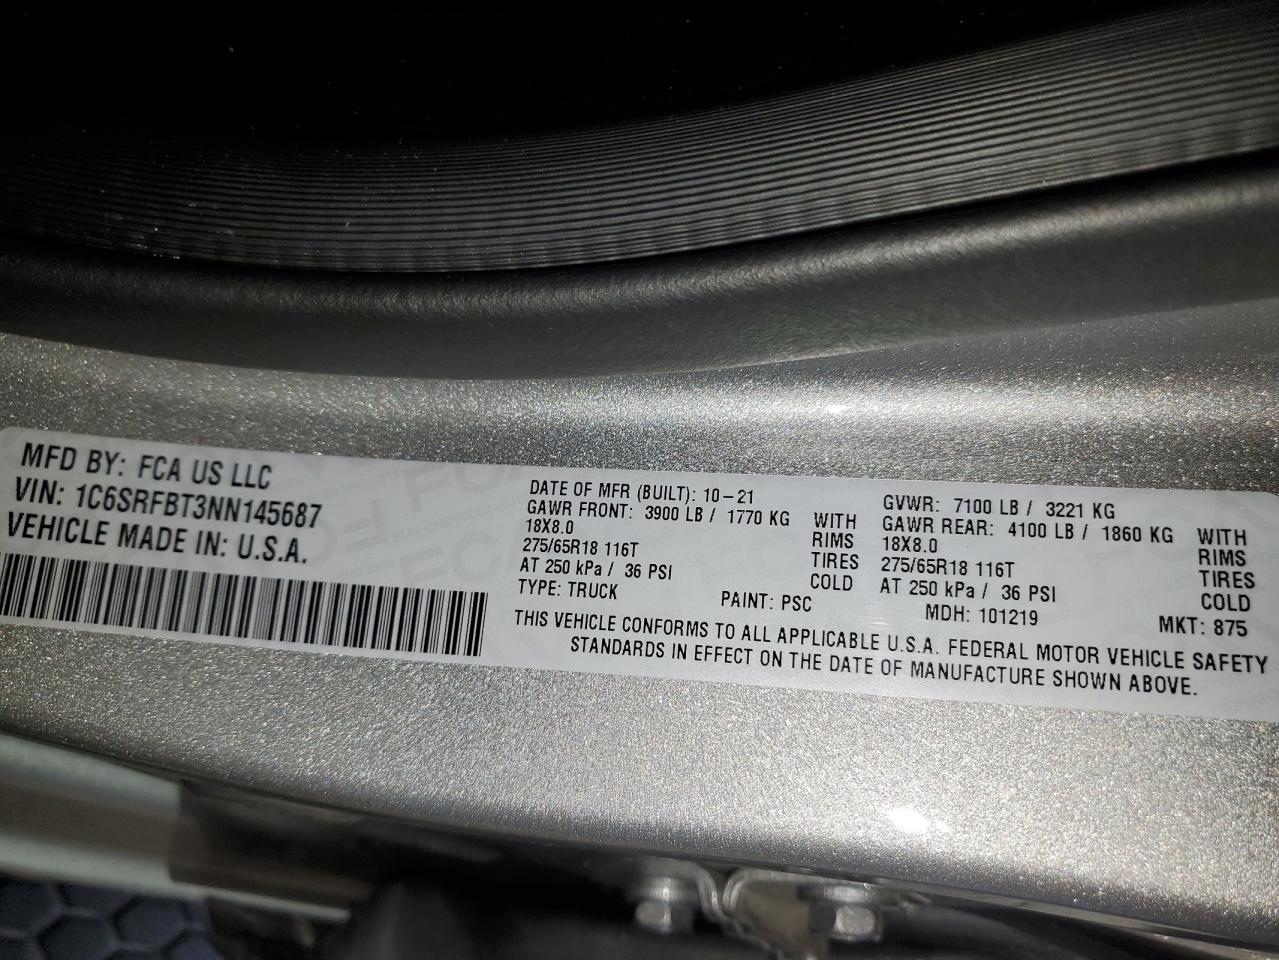 MFD BY: FCA US LLC
VIN: 1C6SRFBT3NN145687
VEHICLE MADE IN: U.S.A.
DATE OF MFR (BUILT): 10-21
GAWR FRONT: 3900 LB / 1770 KG WITH
18X8.0 RIMS
275/65R18 116T TIRES
AT 250 kPa / 36 PSI COLD
TYPE: TRUCK PAINT: PSC
GVWR: 7100 LB / 3221 KG
GAWR REAR: 4100 LB / 1860 KG WITH
18X8.0 RIMS
275/65R18 116T TIRES
AT 250 kPa / 36 PSI COLD
MDH: 101219 MKT: 875
THIS VEHICLE CONFORMS TO ALL APPLICABLE U.S.A. FEDERAL MOTOR VEHICLE SAFETY
STANDARDS IN EFFECT ON THE DATE OF MANUFACTURE SHOWN ABOVE.